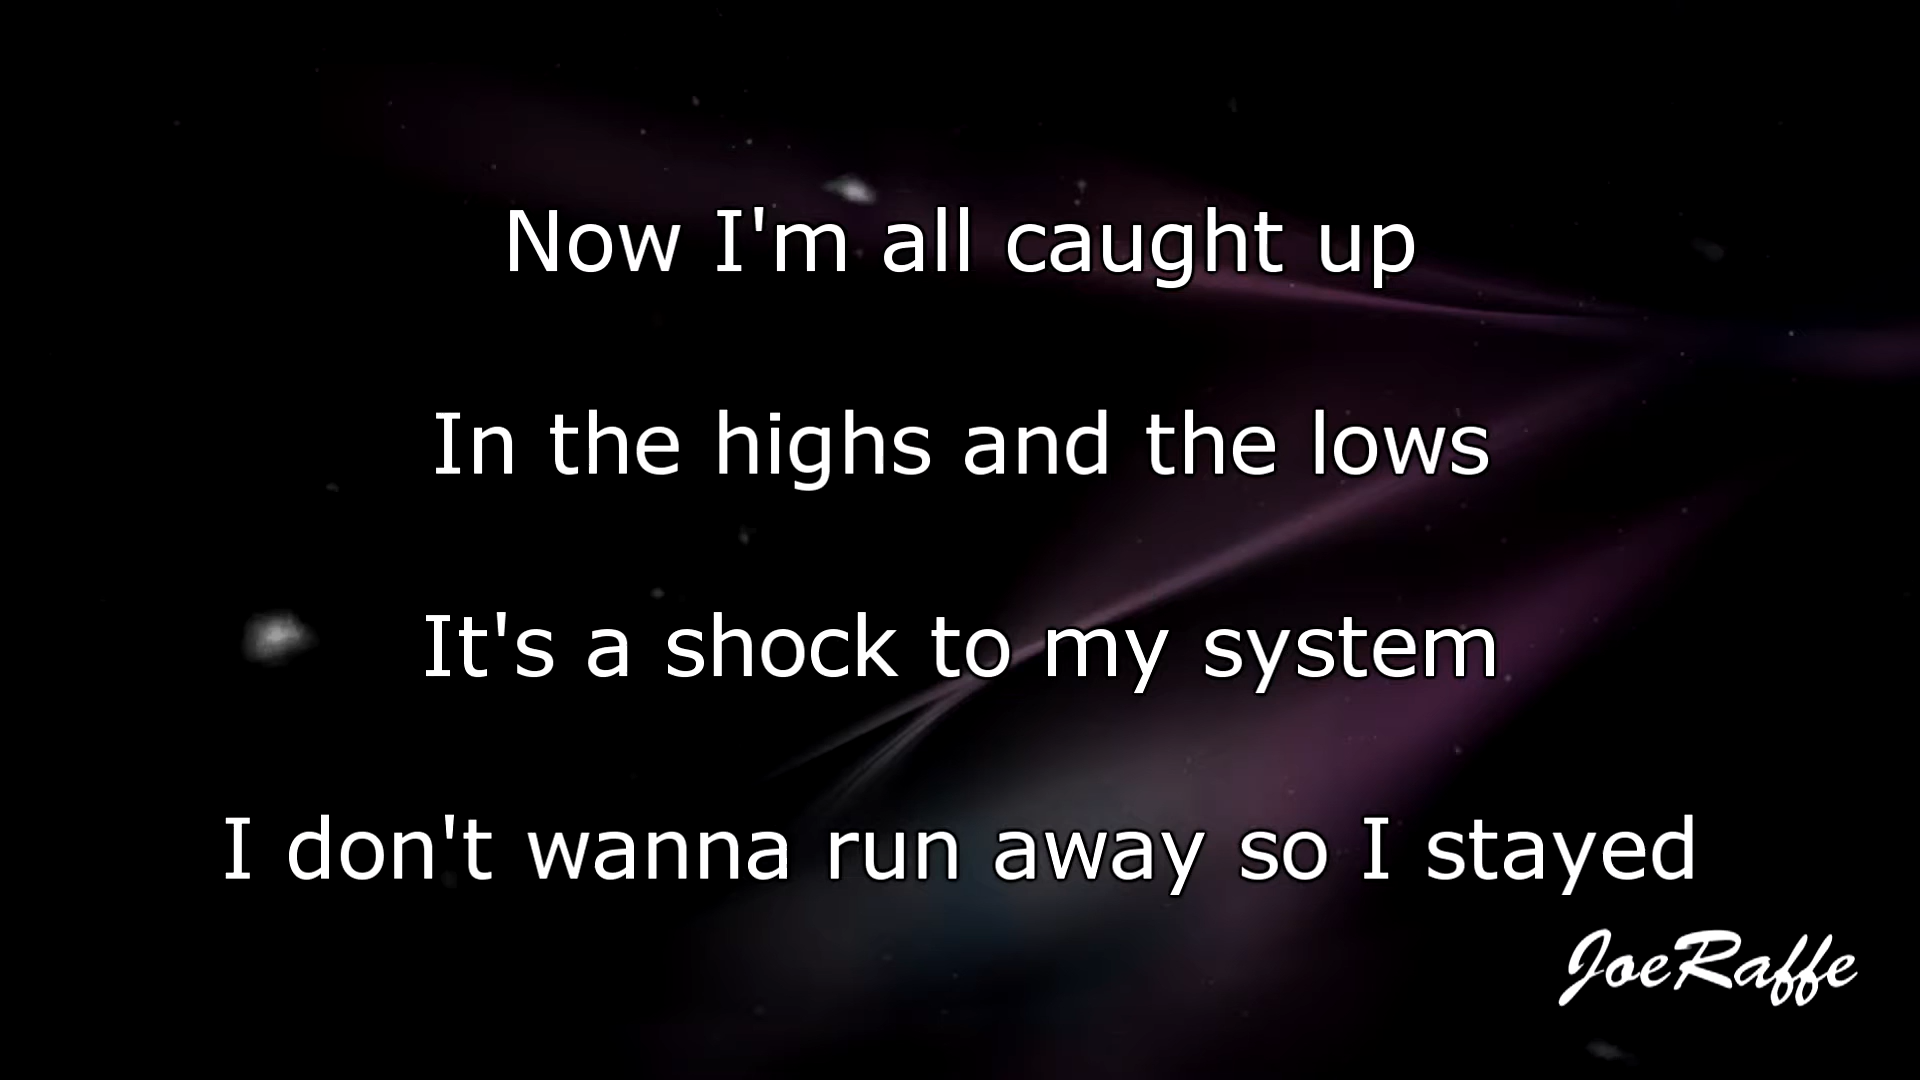 Now I'm all caught up
In the highs and the lows
It's a shock to my system
I don't wanna run away so I stayed
JoeRaffe